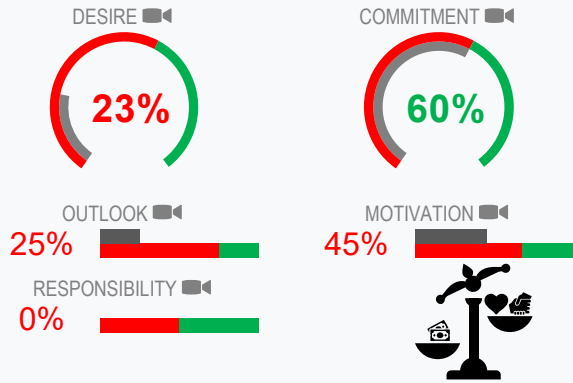 DESIRE
COMMITMENT
23%
60%
OUTLOOK
MOTIVATION
25%
45%
RESPONSIBILITY
0%